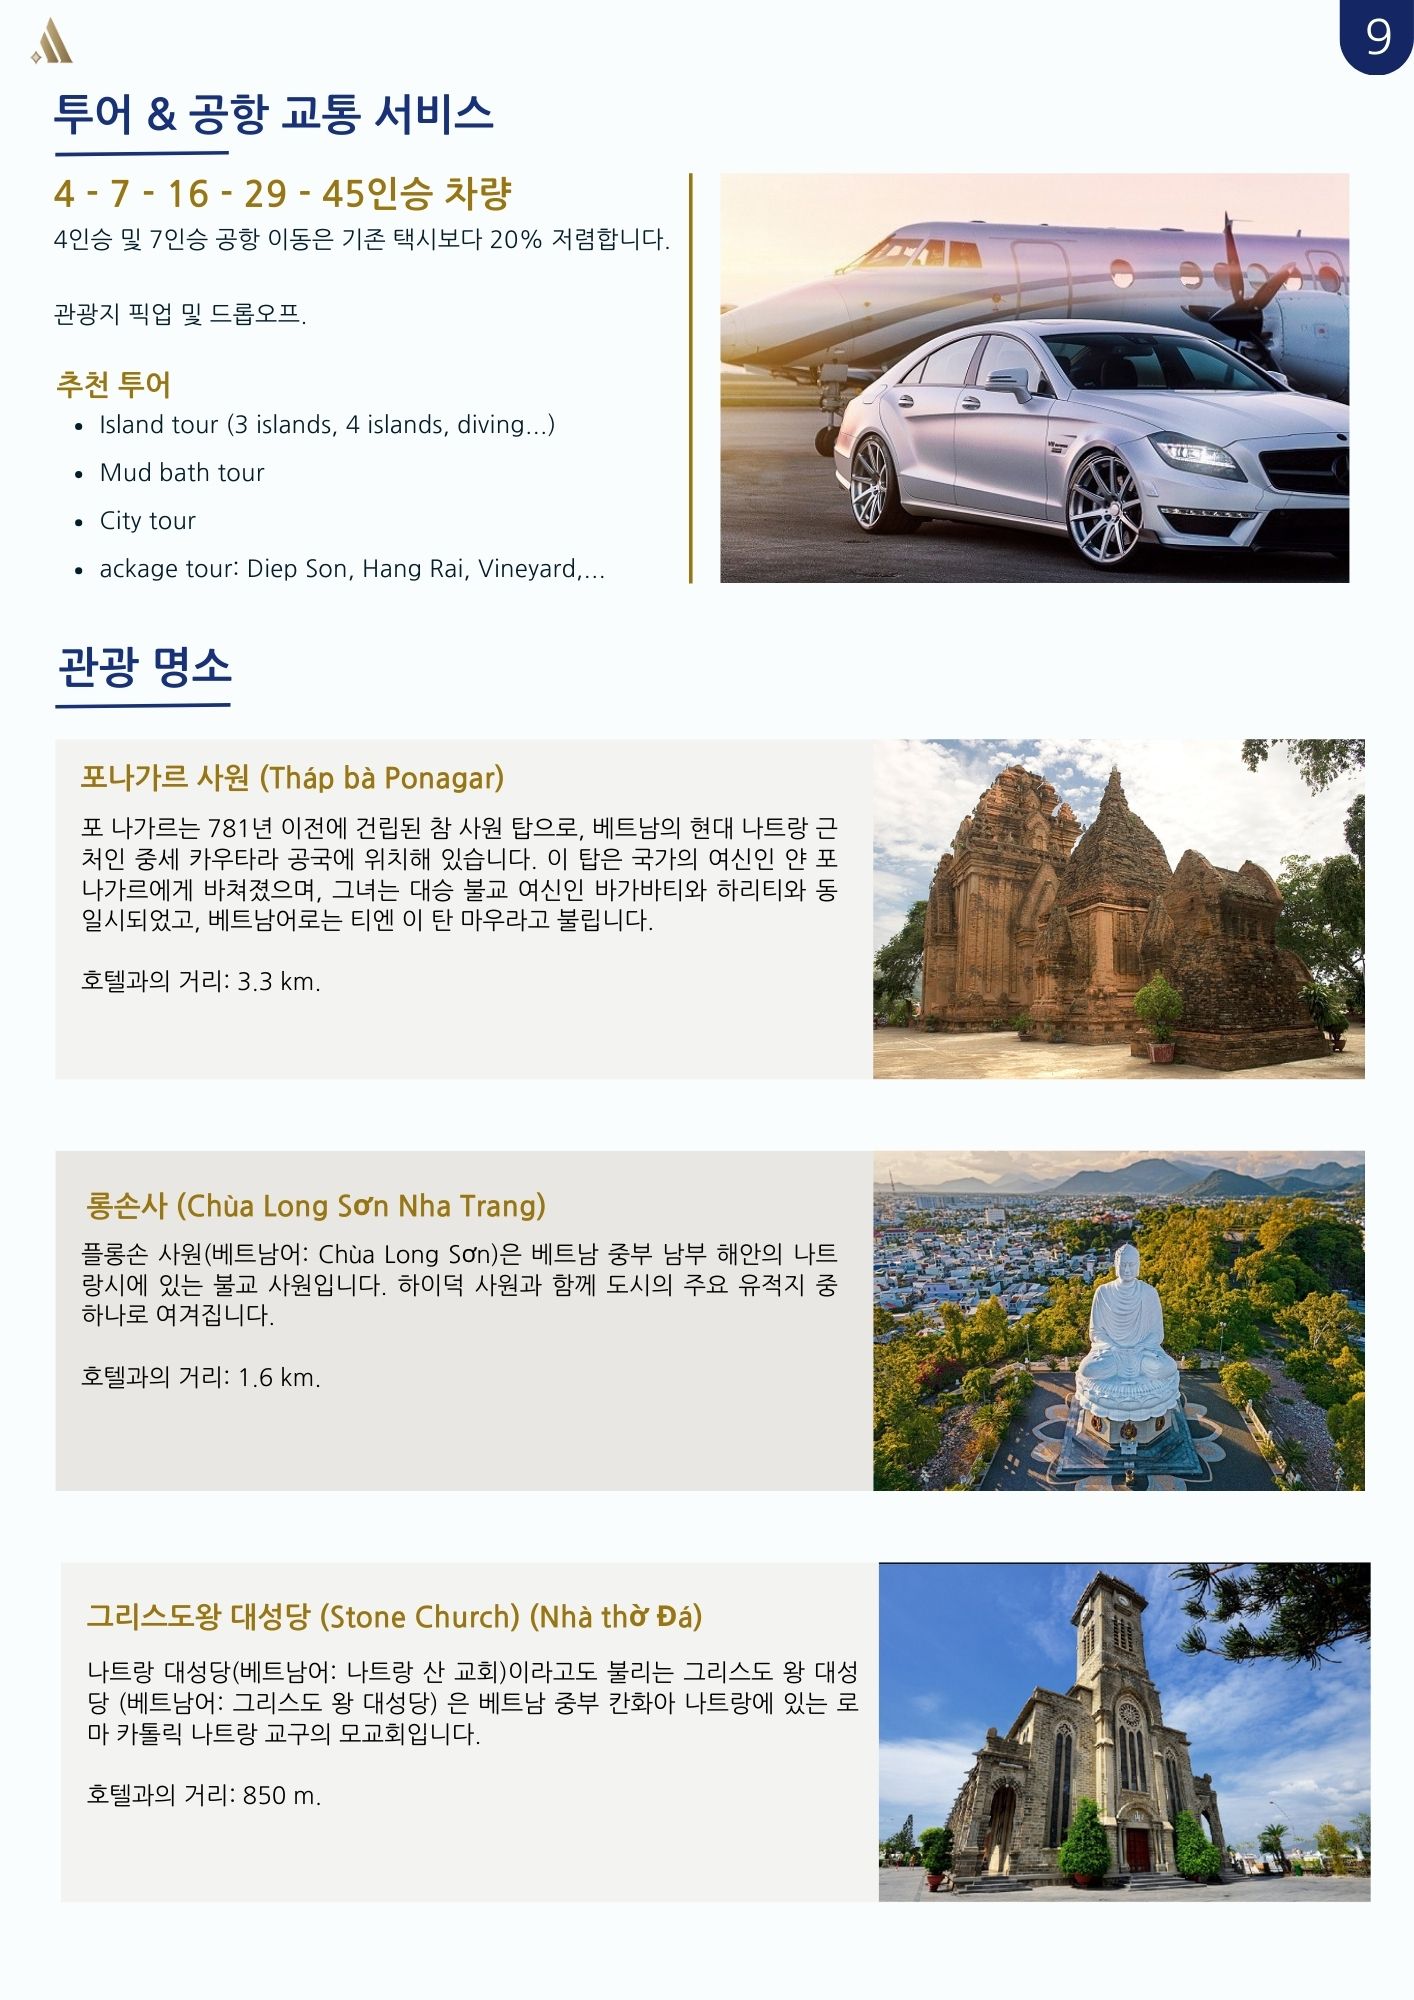 9
투어 & 공항 교통 서비스
4 - 7 - 16 - 29 - 45인승 차량
4인승 및 7인승 공항 이동은 기존 택시보다 20% 저렴합니다.
관광지 픽업 및 드롭오프.
추천 투어
• Island tour (3 islands, 4 islands, diving...)
• Mud bath tour
• City tour
• ackage tour: Diep Son, Hang Rai, Vineyard,...
관광 명소
포나가르 사원 (Tháp bà Ponagar)
포 나가르는 781년 이전에 건립된 참 사원 탑으로, 베트남의 현대 나트랑 근
처인 중세 카우타라 공국에 위치해 있습니다. 이 탑은 국가의 여신인 얀 포
나가르에게 바쳐졌으며, 그녀는 대승 불교 여신인 바가바티와 하리티와 동
일시되었고, 베트남어로는 티엔 이 탄 마우라고 불립니다.
호텔과의 거리: 3.3 km.
롱손사 (Chùa Long Sơn Nha Trang)
플롱손 사원(베트남어: Chùa Long Sơn)은 베트남 중부 남부 해안의 나트
랑시에 있는 불교 사원입니다. 하이덕 사원과 함께 도시의 주요 유적지 중
하나로 여겨집니다.
호텔과의 거리: 1.6 km.
그리스도왕 대성당 (Stone Church) (Nhà thờ Đá)
나트랑 대성당(베트남어: 나트랑 산 교회)이라고도 불리는 그리스도 왕 대성
당 (베트남어: 그리스도 왕 대성당) 은 베트남 중부 칸화아 나트랑에 있는 로
마 카톨릭 나트랑 교구의 모교회입니다.
호텔과의 거리: 850 m.